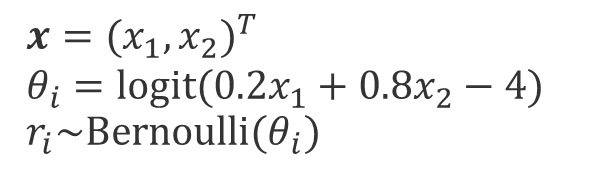 𝒙 = (𝑥₁, 𝑥₂)ᵀ
𝜃ᵢ = logit(0.2𝑥₁ + 0.8𝑥₂ − 4)
𝑟ᵢ~Bernoulli(𝜃ᵢ)